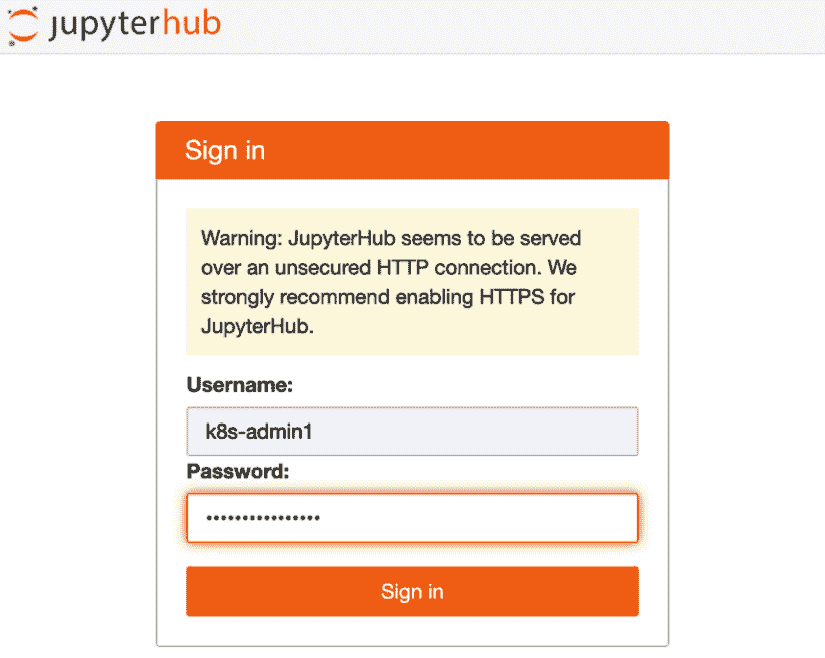 jupyterhub
Sign in
Warning: JupyterHub seems to be served
over an unsecured HTTP connection. We
strongly recommend enabling HTTPS for
JupyterHub.
Username:
k8s-admin1
Password:
••••••••••••••••
Sign in